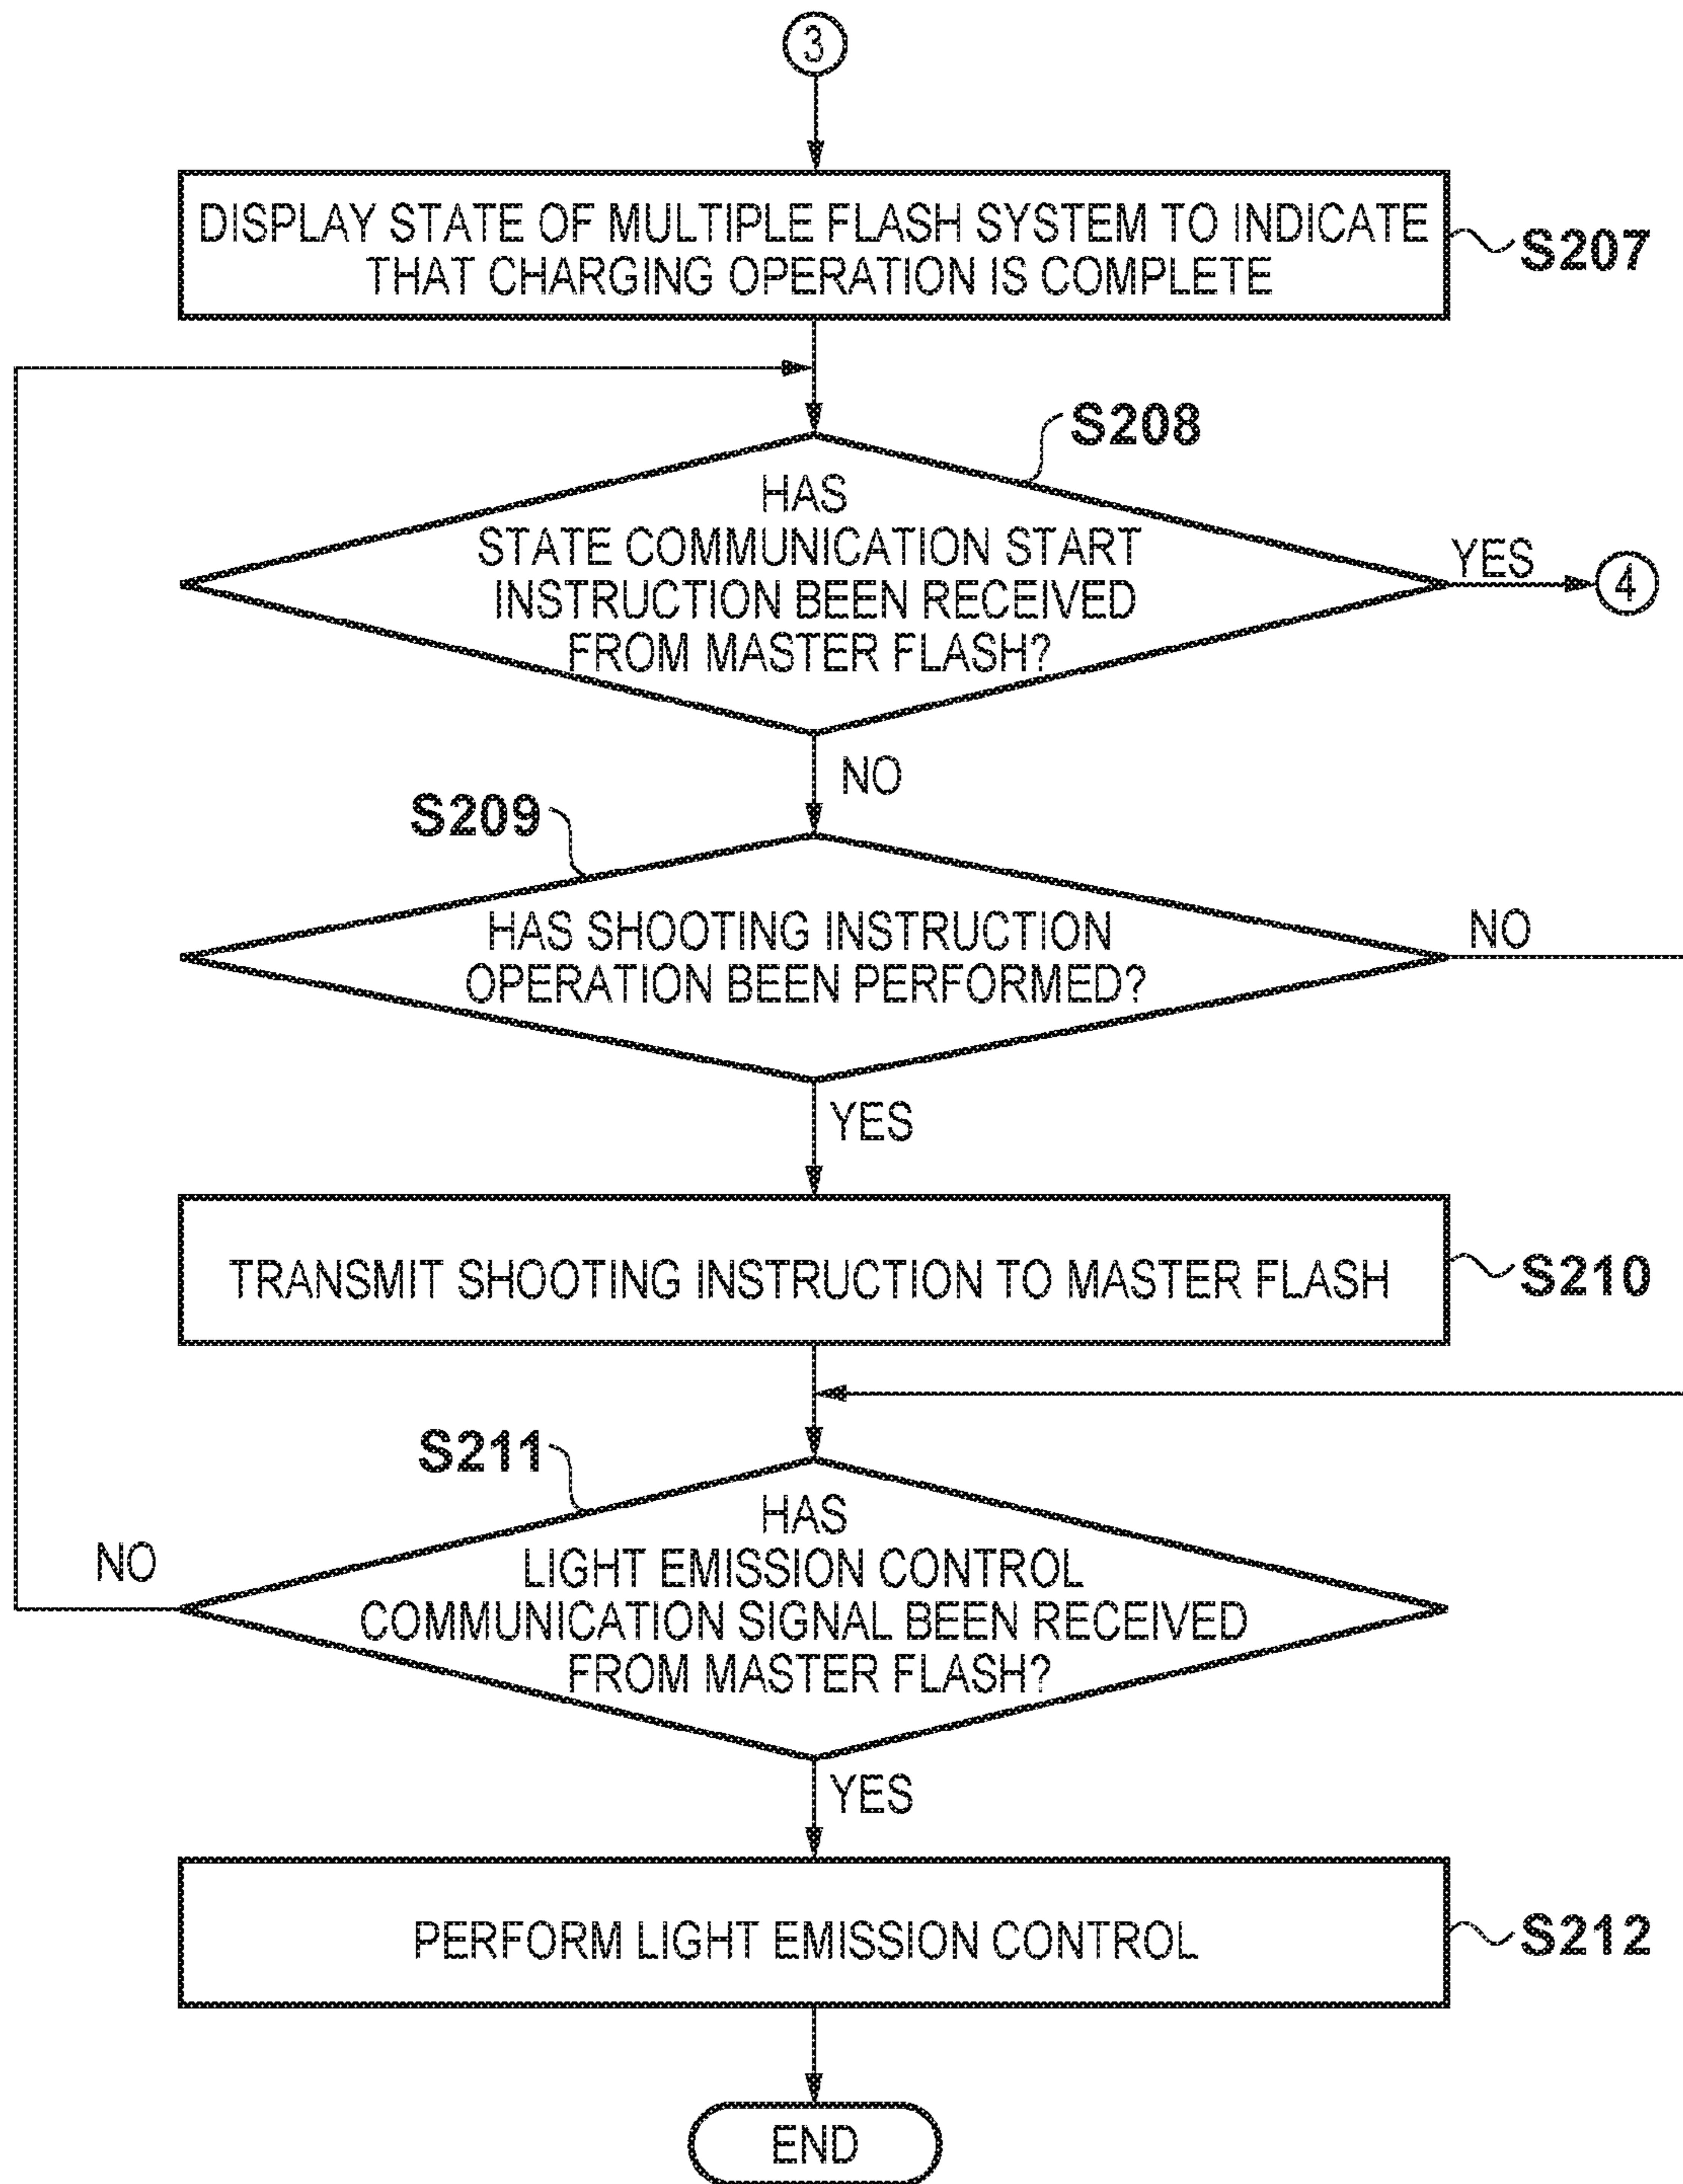 3
DISPLAY STATE OF MULTIPLE FLASH SYSTEM TO INDICATE
THAT CHARGING OPERATION IS COMPLETE
S207
S208
HAS
STATE COMMUNICATION START
INSTRUCTION BEEN RECEIVED
FROM MASTER FLASH?
YES
4
NO
S209
HAS SHOOTING INSTRUCTION
OPERATION BEEN PERFORMED?
NO
YES
TRANSMIT SHOOTING INSTRUCTION TO MASTER FLASH
S210
S211
HAS
LIGHT EMISSION CONTROL
COMMUNICATION SIGNAL BEEN RECEIVED
FROM MASTER FLASH?
NO
YES
PERFORM LIGHT EMISSION CONTROL
S212
END